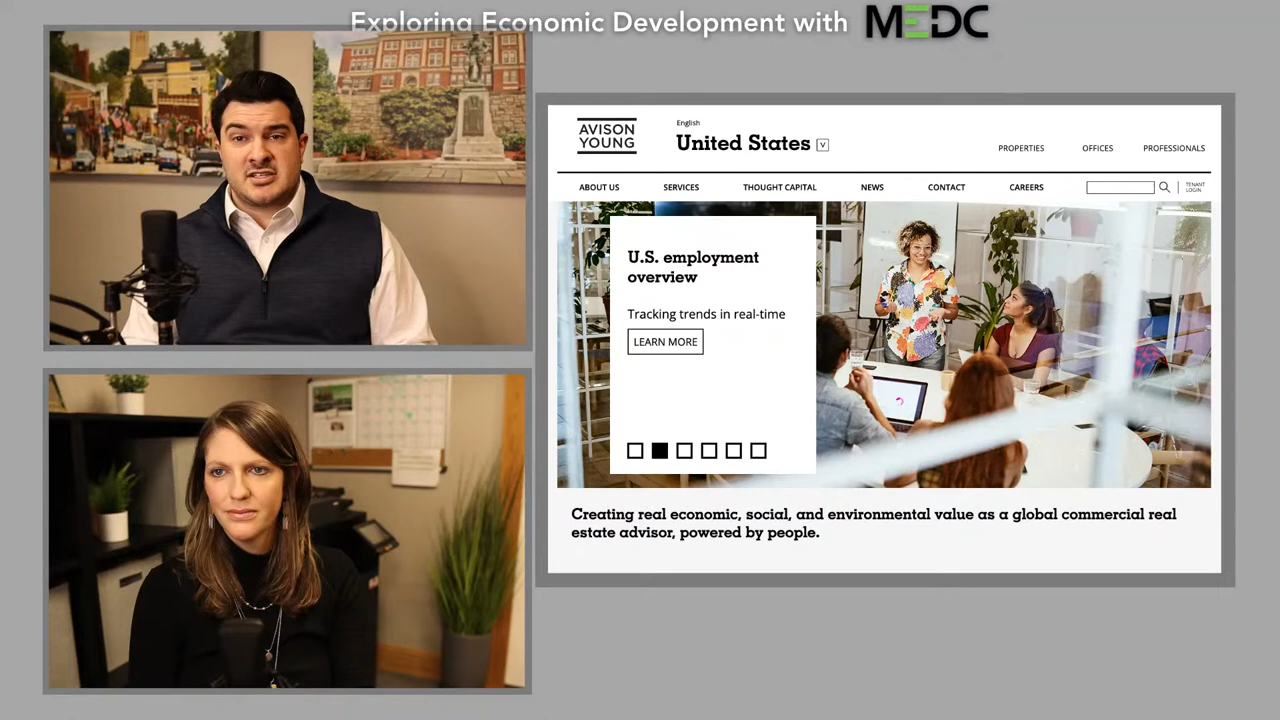 Exploring Economic Development with MEDC
AVISON
YOUNG
English
United States
V
PROPERTIES
OFFICES
PROFESSIONALS
ABOUT US
SERVICES
THOUGHT CAPITAL
NEWS
CONTACT
CAREERS
TENANT
LOGIN
U.S. employment
overview
Tracking trends in real-time
LEARN MORE
Creating real economic, social, and environmental value as a global commercial real
estate advisor, powered by people.